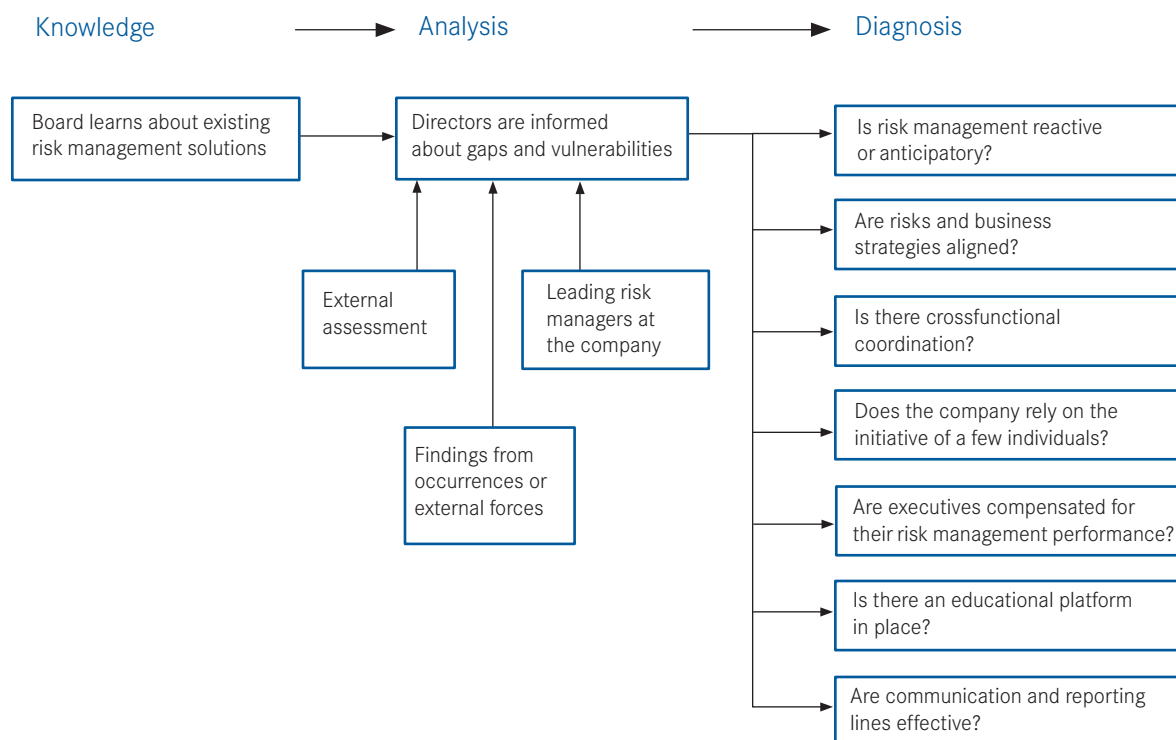 Knowledge
Analysis
Diagnosis
Board learns about existing
risk management solutions
Directors are informed
about gaps and vulnerabilities
External
assessment
Leading risk
managers at
the company
Findings from
occurrences or
external forces
Is risk management reactive
or anticipatory?
Are risks and business
strategies aligned?
Is there crossfunctional
coordination?
Does the company rely on the
initiative of a few individuals?
Are executives compensated for
their risk management performance?
Is there an educational platform
in place?
Are communication and reporting
lines effective?